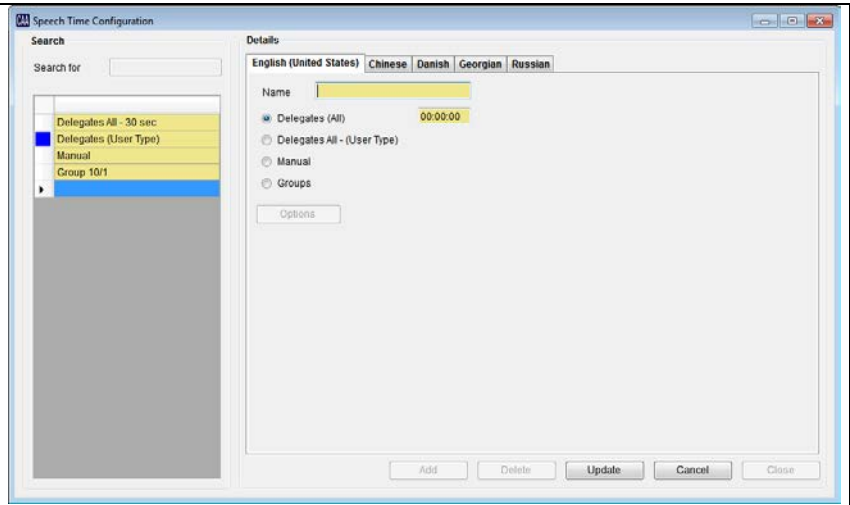 CAA Speech Time Configuration
Search
Search for
Delegates All - 30 sec
Delegates (User Type)
Manual
Group 10/1
Details
English (United States) Chinese Danish Georgian Russian
Name
Delegates (All) 00:00:00
Delegates All - (User Type)
Manual
Groups
Options
Add Delete Update Cancel Close